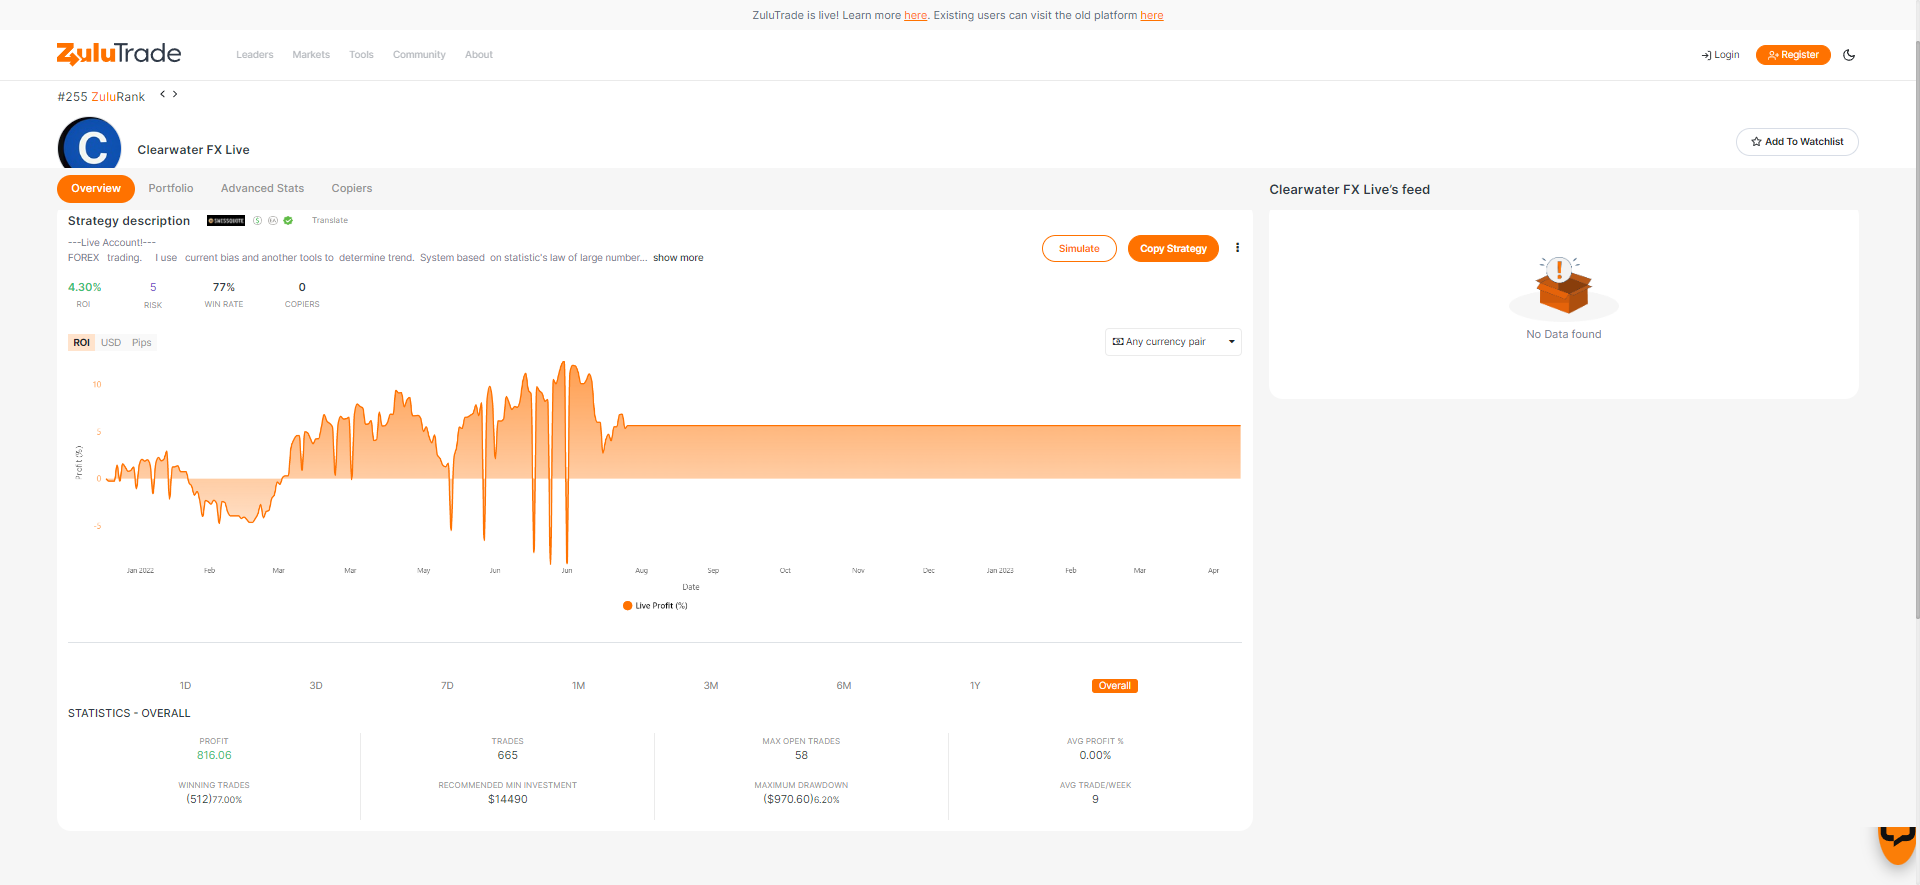 ZuluTrade is live! Learn more here. Existing users can visit the old platform here
ZuluTrade
Leaders Markets Tools Community About
Login Register
#255 ZuluRank
C
Clearwater FX Live
Add To Watchlist
Overview Portfolio Advanced Stats Copiers
Clearwater FX Live's feed
Strategy description SWISSQUOTE Translate
---Live Account!---
FOREX trading. I use current bias and another tools to determine trend. System based on statistic's law of large number... show more
Simulate Copy Strategy
4.30% 5 77% 0
ROI RISK WIN RATE COPIERS
No Data found
ROI USD Pips
Any currency pair
10
5
0
-5
Profit (%)
Jan 2022 Feb Mar Mar May Jun Jun Aug Sep Oct Nov Dec Jan 2023 Feb Mar Apr
Date
Live Profit (%)
1D 3D 7D 1M 3M 6M 1Y Overall
STATISTICS - OVERALL
PROFIT TRADES MAX OPEN TRADES AVG PROFIT %
816.06 665 58 0.00%
WINNING TRADES RECOMMENDED MIN INVESTMENT MAXIMUM DRAWDOWN AVG TRADE/WEEK
(512)77.00% $14490 ($970.60)6.20% 9